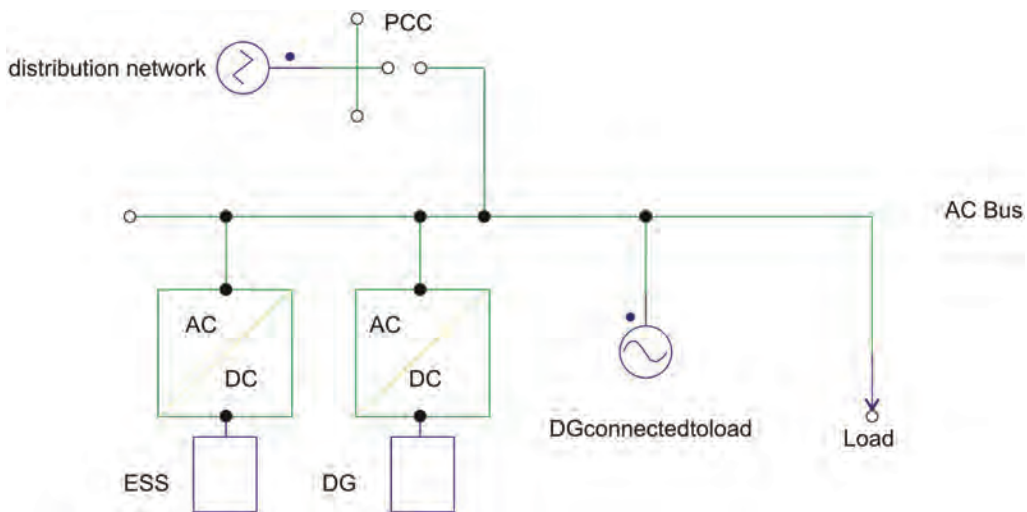 PCC
distribution network
AC Bus
AC
DC
AC
DC
DGconnectedtoload
Load
ESS
DG